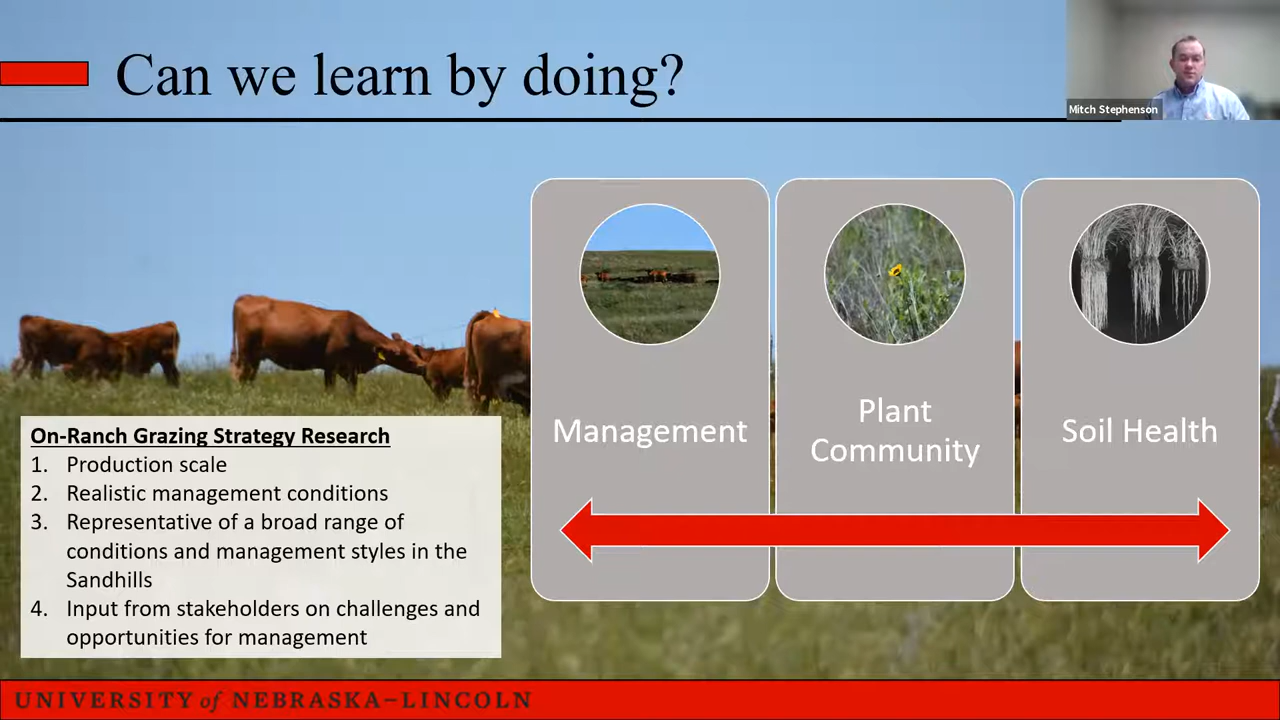 Can we learn by doing?
Mitch Stephenson
Management
Plant
Community
Soil Health
On-Ranch Grazing Strategy Research
1. Production scale
2. Realistic management conditions
3. Representative of a broad range of
conditions and management styles in the
Sandhills
4. Input from stakeholders on challenges and
opportunities for management
UNIVERSITY of NEBRASKA–LINCOLN